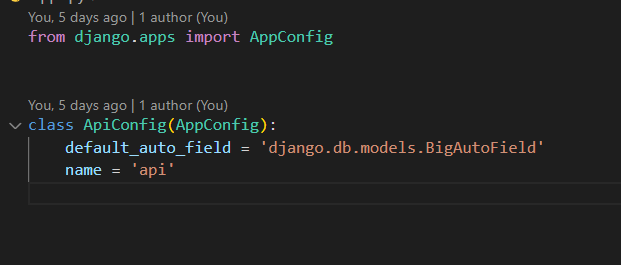 You, 5 days ago | 1 author (You)
from django.apps import AppConfig
You, 5 days ago | 1 author (You)
class ApiConfig(AppConfig):
default_auto_field = 'django.db.models.BigAutoField'
name = 'api'